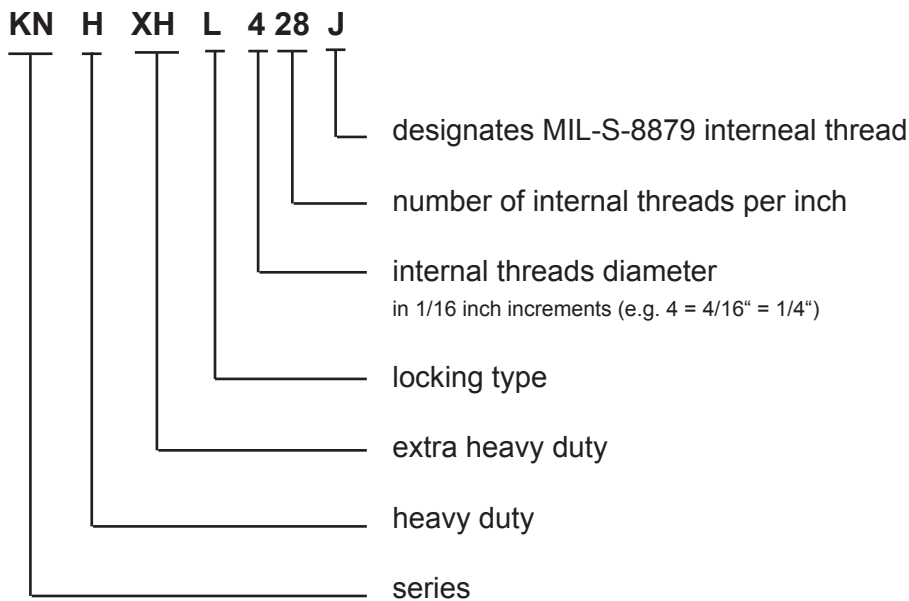 KN H XH L 4 28 J
designates MIL-S-8879 interneal thread
number of internal threads per inch
internal threads diameter
in 1/16 inch increments (e.g. 4 = 4/16“ = 1/4“)
locking type
extra heavy duty
heavy duty
series